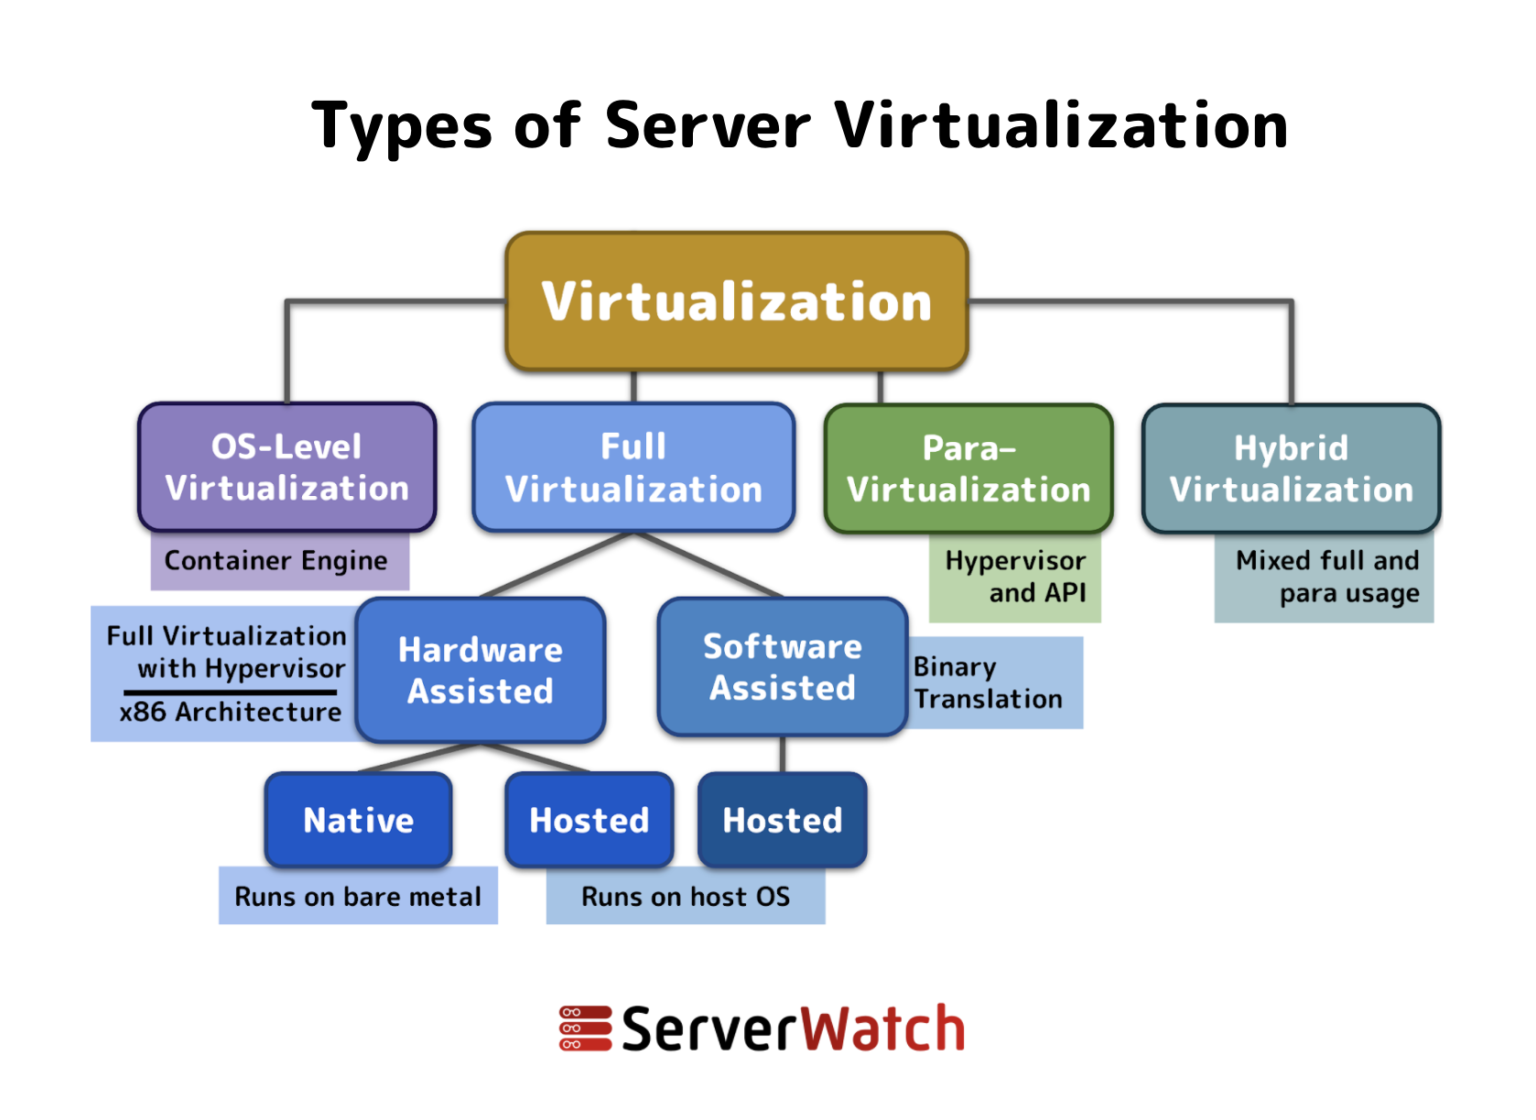 Types of Server Virtualization
Virtualization
OS-Level
Virtualization
Container Engine
Full
Virtualization
Para–
Virtualization
Hypervisor
and API
Hybrid
Virtualization
Mixed full and
para usage
Full Virtualization
with Hypervisor
x86 Architecture
Hardware
Assisted
Software
Assisted
Binary
Translation
Native
Hosted
Hosted
Runs on bare metal
Runs on host OS
ServerWatch